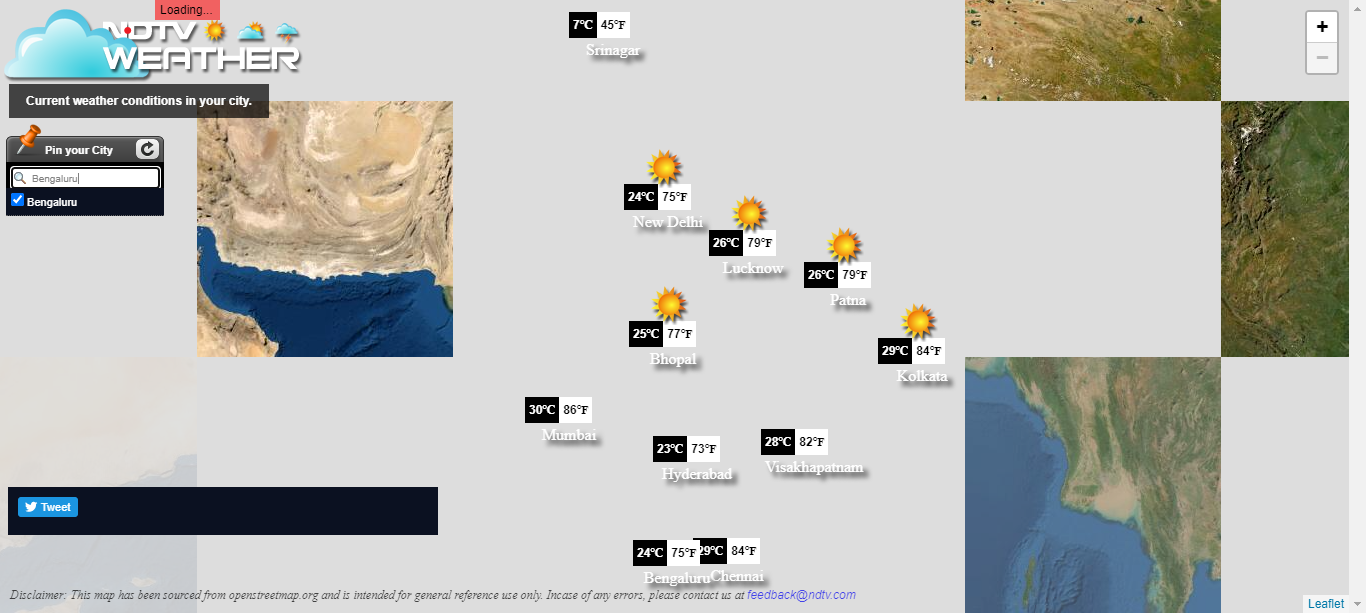 Loading...
NDTV
WEATHER
Current weather conditions in your city.
Pin your City
Bengaluru
Bengaluru
7°C 45°F
Srinagar
+
−
24°C 75°F
New Delhi
26°C 79°F
Lucknow
26°C 79°F
Patna
25°C 77°F
Bhopal
29°C 84°F
Kolkata
30°C 86°F
Mumbai
23°C 73°F
Hyderabad
28°C 82°F
Visakhapatnam
Tweet
24°C 75°F
Bengaluru
29°C 84°F
Chennai
Disclaimer: This map has been sourced from openstreetmap.org and is intended for general reference use only. Incase of any errors, please contact us at feedback@ndtv.com
Leaflet